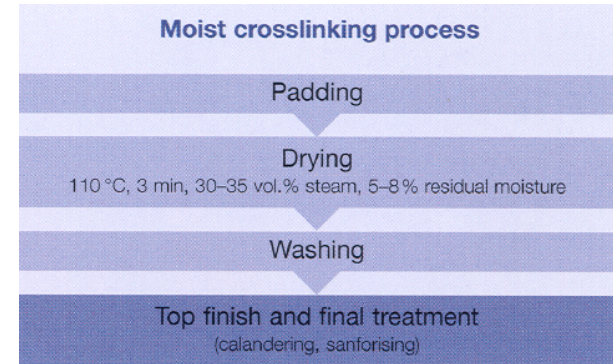 Moist crosslinking process
Padding
Drying
110 °C, 3 min, 30–35 vol.% steam, 5–8% residual moisture
Washing
Top finish and final treatment
(calandering, sanforising)